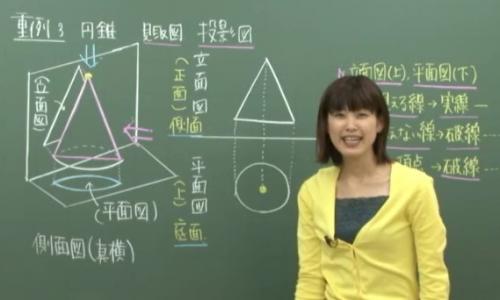 重例3 円錐 見取図 投影図
(立面図)
(平面図)
側面図(真横)
立面図
(正面)側面
平面図
(上)底面
立面図(上)、平面図(下)
える線→実線
ない線→破線
頂点→破線